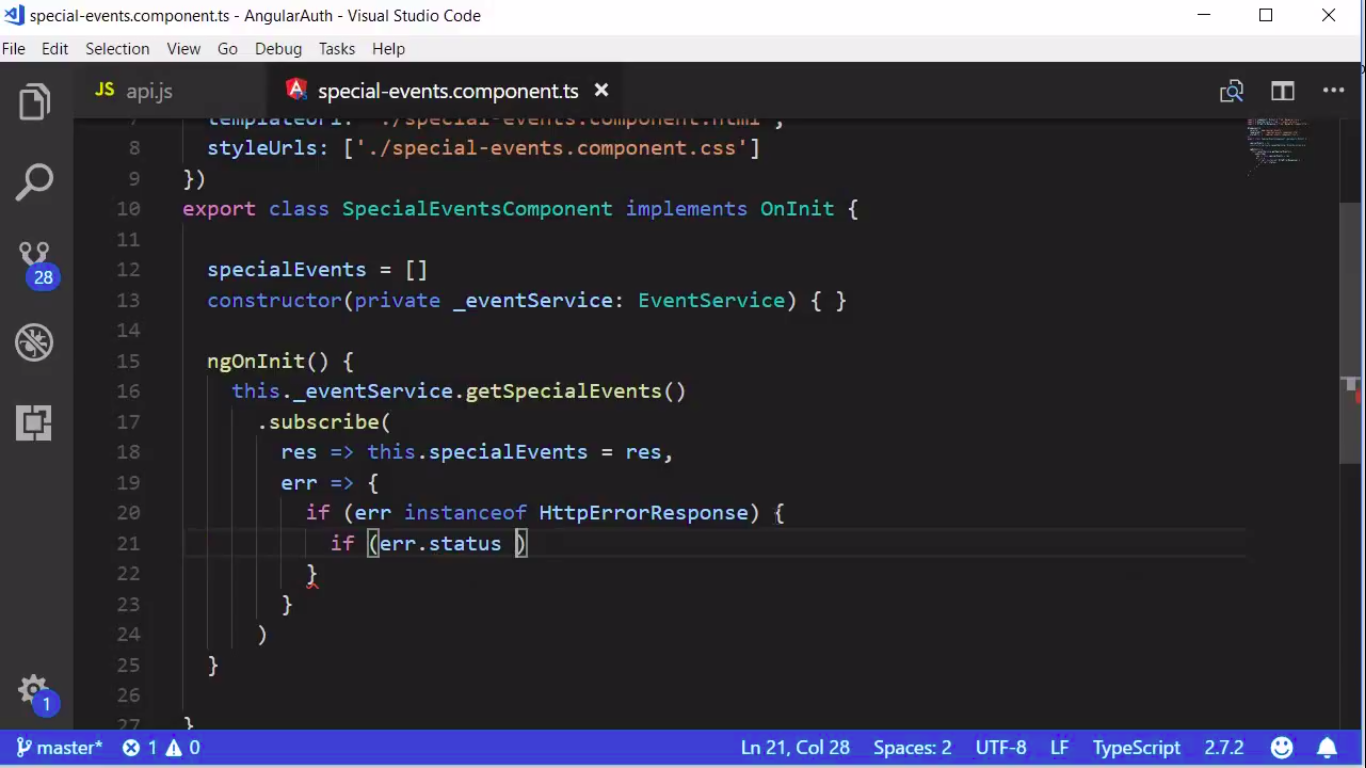 special-events.component.ts - AngularAuth - Visual Studio Code
File Edit Selection View Go Debug Tasks Help
JS api.js special-events.component.ts
7 templateUrl: './special-events.component.html',
8 styleUrls: ['./special-events.component.css']
9 })
10 export class SpecialEventsComponent implements OnInit {
11
12 specialEvents = []
13 constructor(private _eventService: EventService) { }
14
15 ngOnInit() {
16 this._eventService.getSpecialEvents()
17 .subscribe(
18 res => this.specialEvents = res,
19 err => {
20 if (err instanceof HttpErrorResponse) {
21 if (err.status )
22 }
23 }
24 )
25 }
26
27 }
28
1
master* 1 0 Ln 21, Col 28 Spaces: 2 UTF-8 LF TypeScript 2.7.2